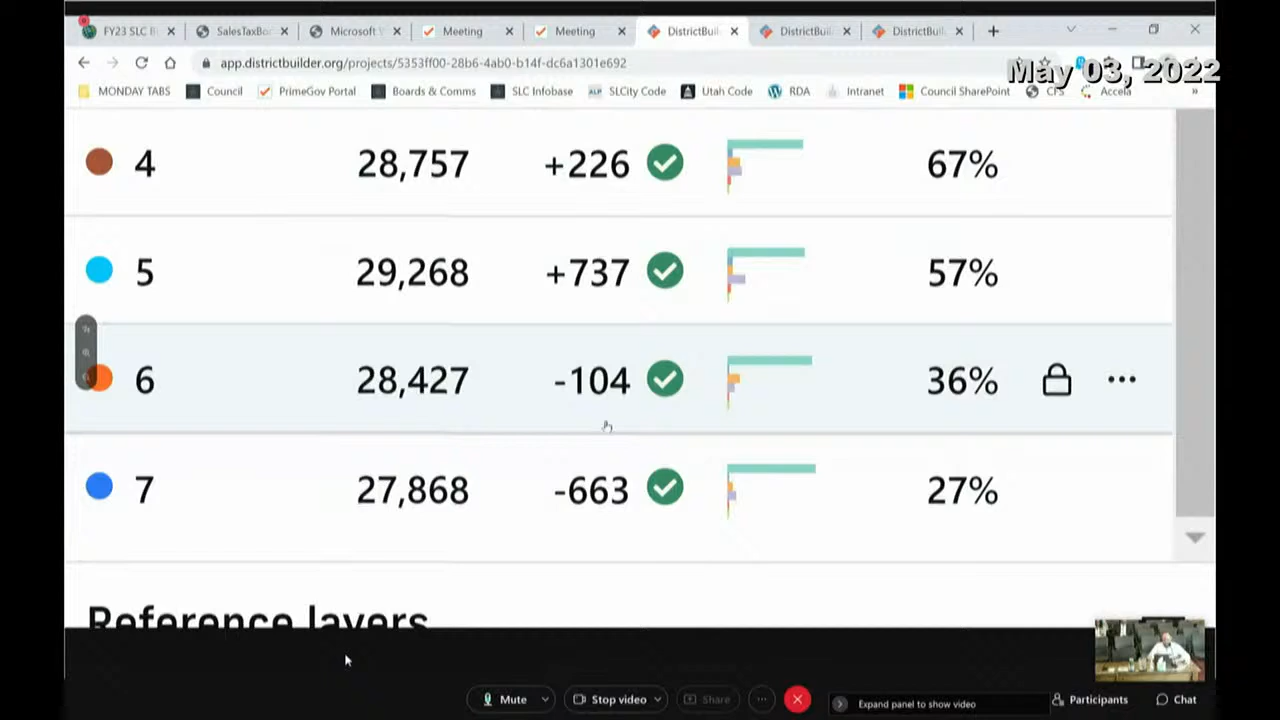 FY23 SLC
SalesTaxBo
Microsoft
Meeting
Meeting
DistrictBuil
DistrictBuil
DistrictBuil
app.districtbuilder.org/projects/5353ff00-28b6-4ab0-b14f-dc6a1301e692
May 03, 2022
MONDAY TABS Council PrimeGov Portal Boards & Comms SLC Infobase ALP SLCity Code Utah Code RDA Intranet Council SharePoint CFS Accela »
4 28,757 +226 67%
5 29,268 +737 57%
6 28,427 -104 36%
7 27,868 -663 27%
Reference layers
Mute Stop video Share Expand panel to show video Participants Chat